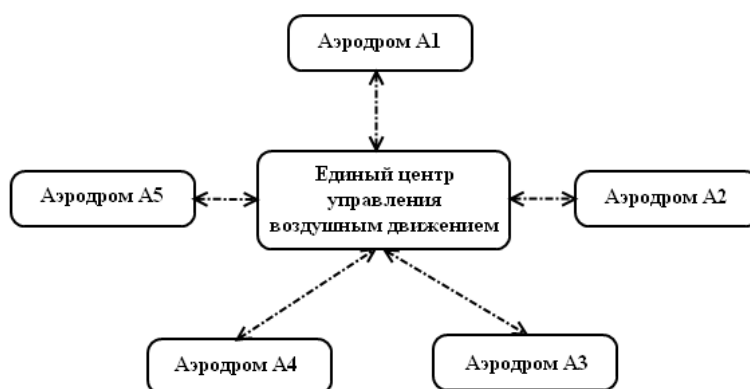 Аэродром А1
Аэродром А5
Единый центр
управления
воздушным движением
Аэродром А2
Аэродром А4
Аэродром А3